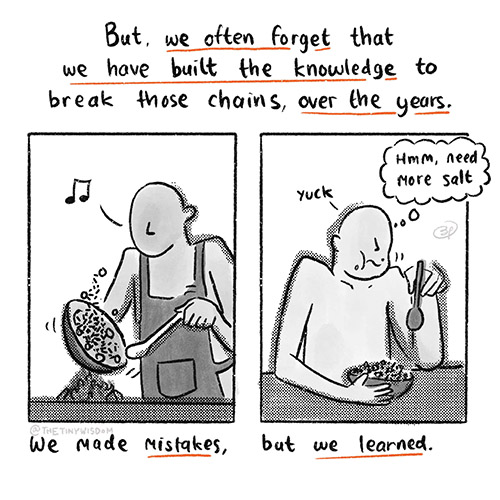 But, we often forget that
we have built the knowledge to
break those chains, over the years.
Hmm, need
more salt
yuck
@THETINYWISDOM
We made mistakes,
but we learned.